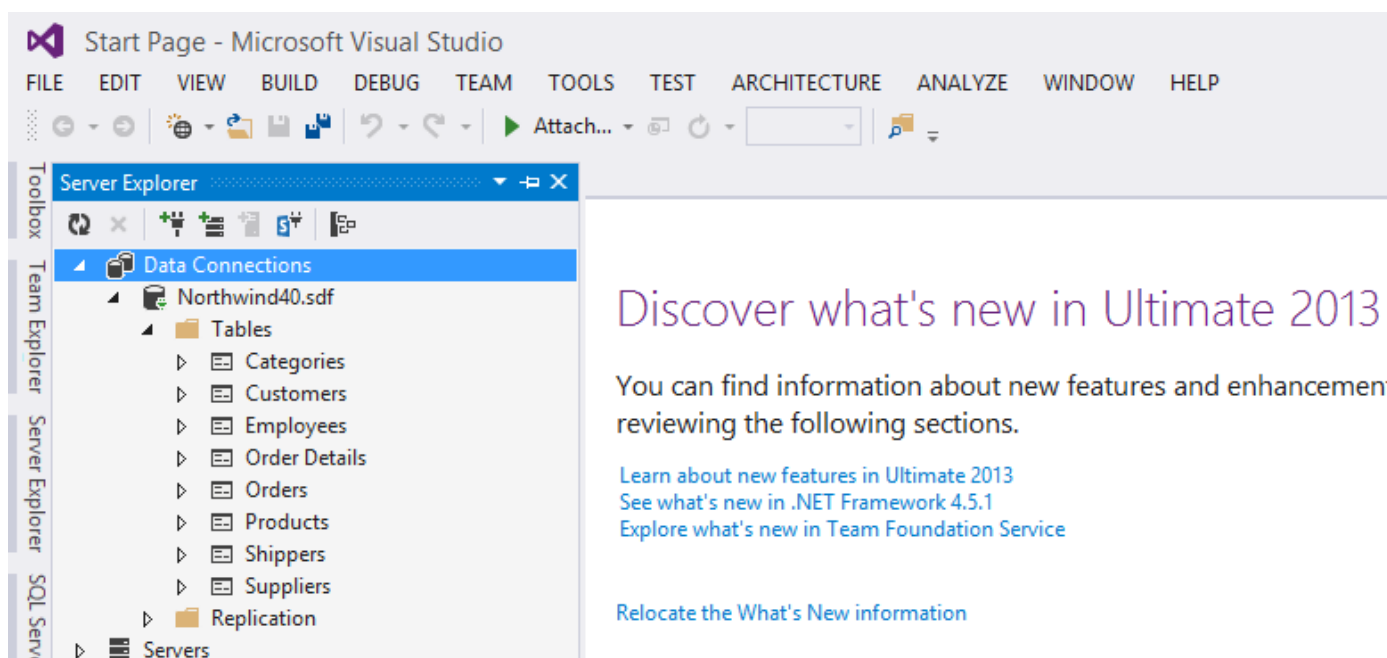 Start Page - Microsoft Visual Studio
FILE EDIT VIEW BUILD DEBUG TEAM TOOLS TEST ARCHITECTURE ANALYZE WINDOW HELP
Attach...
Toolbox
Team Explorer
Server Explorer
SQL Serv
Server Explorer
Data Connections
Northwind40.sdf
Tables
Categories
Customers
Employees
Order Details
Orders
Products
Shippers
Suppliers
Replication
Servers
Discover what's new in Ultimate 2013
You can find information about new features and enhancement
reviewing the following sections.
Learn about new features in Ultimate 2013
See what's new in .NET Framework 4.5.1
Explore what's new in Team Foundation Service
Relocate the What's New information